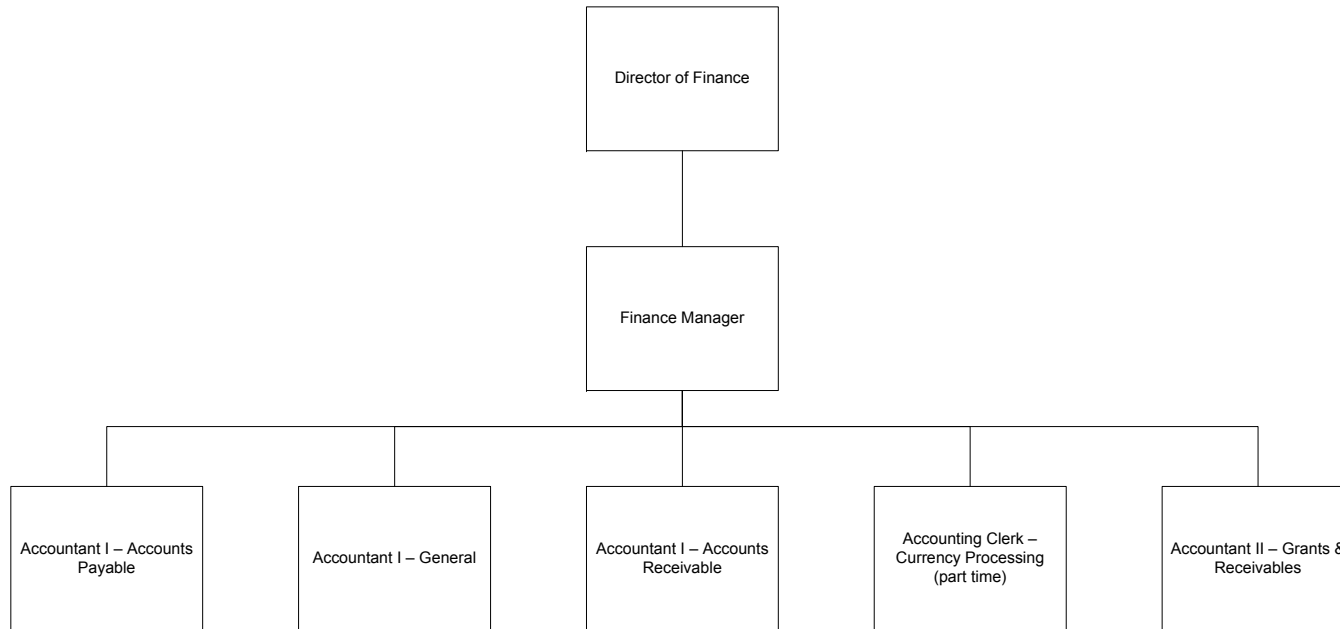 Director of Finance
Finance Manager
Accountant I – Accounts
Payable
Accountant I – General
Accountant I – Accounts
Receivable
Accounting Clerk –
Currency Processing
(part time)
Accountant II – Grants &
Receivables